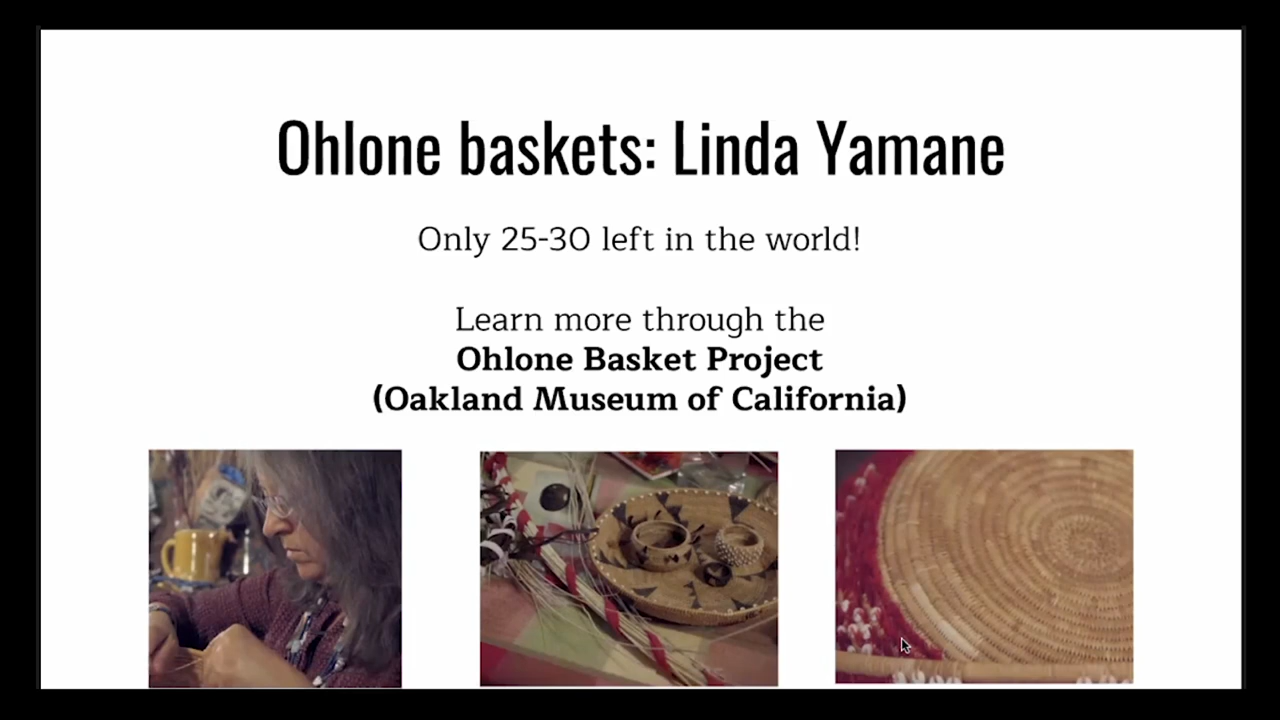 Ohlone baskets: Linda Yamane
Only 25-30 left in the world!
Learn more through the
Ohlone Basket Project
(Oakland Museum of California)